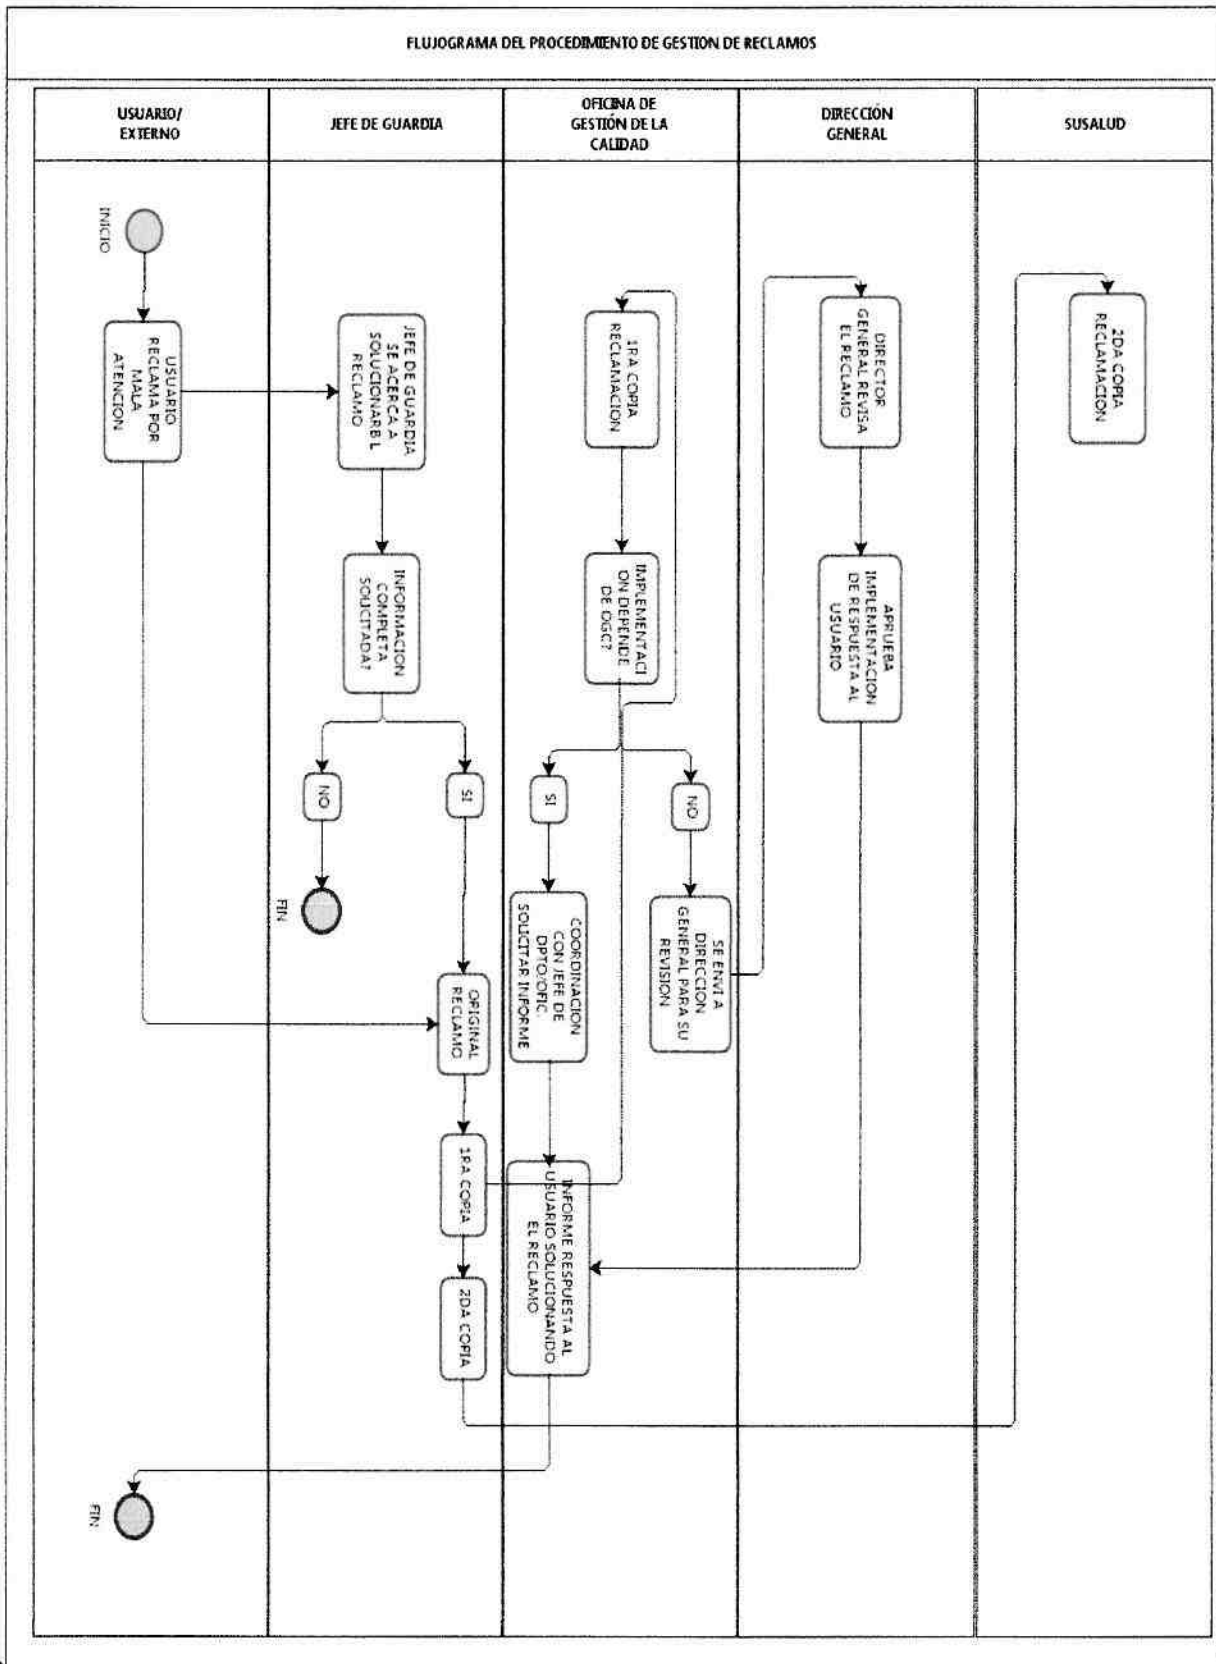 FLUJOGRAMA DEL PROCEDIMIENTO DE GESTION DE RECLAMOS
USUARIO/
EXTERNO
JEFE DE GUARDIA
OFICINA DE
GESTIÓN DE LA
CALIDAD
DIRECCIÓN
GENERAL
SUSALUD
INICIO
USUARIO
RECLAMA POR
MALA
ATENCION
FIN
JEFE DE GUARDIA
SE ACERCA A
SOLUCIONARB L
RECLAMO
INFORMACION
COMPLETA
SOLICITADA?
NO
SI
FIN
ORIGINAL
RECLAMO
1RA COPIA
2DA COPIA
1RA COPIA
RECLAMACION
IMPLEMENTACI
ON DEPENDE
DE OGC?
SI
NO
COORDINACION
CON JEFE DE
DPTO/OFIC.
SOLICITAR INFORME
SE ENVI A
DIRECCION
GENERAL PARA SU
REVISION
INFORME RESPUESTA AL
USUARIO SOLUCIONANDO
EL RECLAMO
DIRECTOR
GENERAL REVISA
EL RECLAMO
APRUEBA
IMPLEMENTACION
DE RESPUESTA AL
USUARIO
2DA COPIA
RECLAMACION